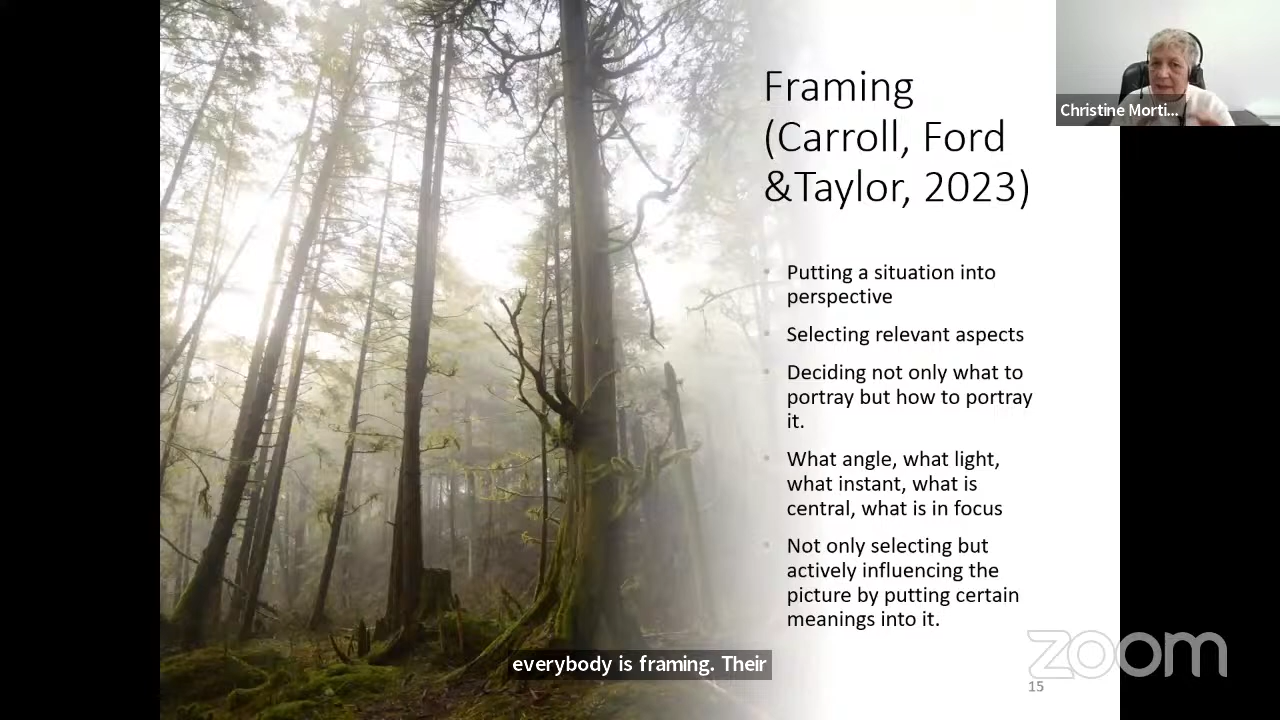 Framing
(Carroll, Ford
&Taylor, 2023)
Christine Morti...
Putting a situation into
perspective
Selecting relevant aspects
Deciding not only what to
portray but how to portray
it.
What angle, what light,
what instant, what is
central, what is in focus
Not only selecting but
actively influencing the
picture by putting certain
meanings into it.
everybody is framing. Their
zoom
15